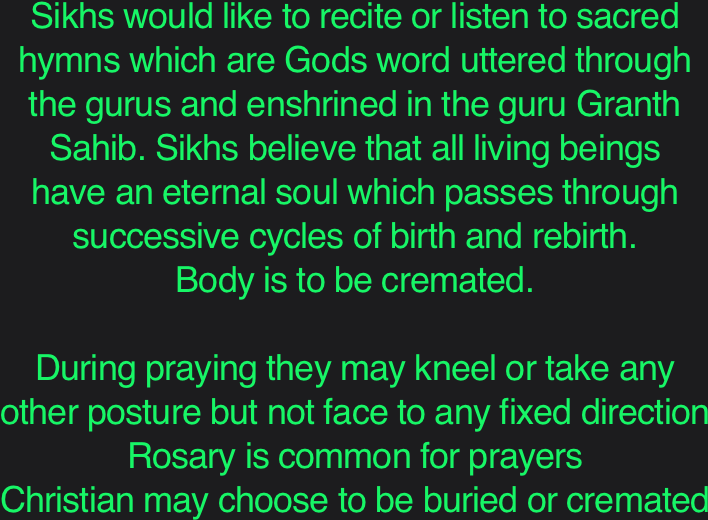 Sikhs would like to recite or listen to sacred
hymns which are Gods word uttered through
the gurus and enshrined in the guru Granth
Sahib. Sikhs believe that all living beings
have an eternal soul which passes through
successive cycles of birth and rebirth.
Body is to be cremated.
During praying they may kneel or take any
other posture but not face to any fixed direction
Rosary is common for prayers
Christian may choose to be buried or cremated